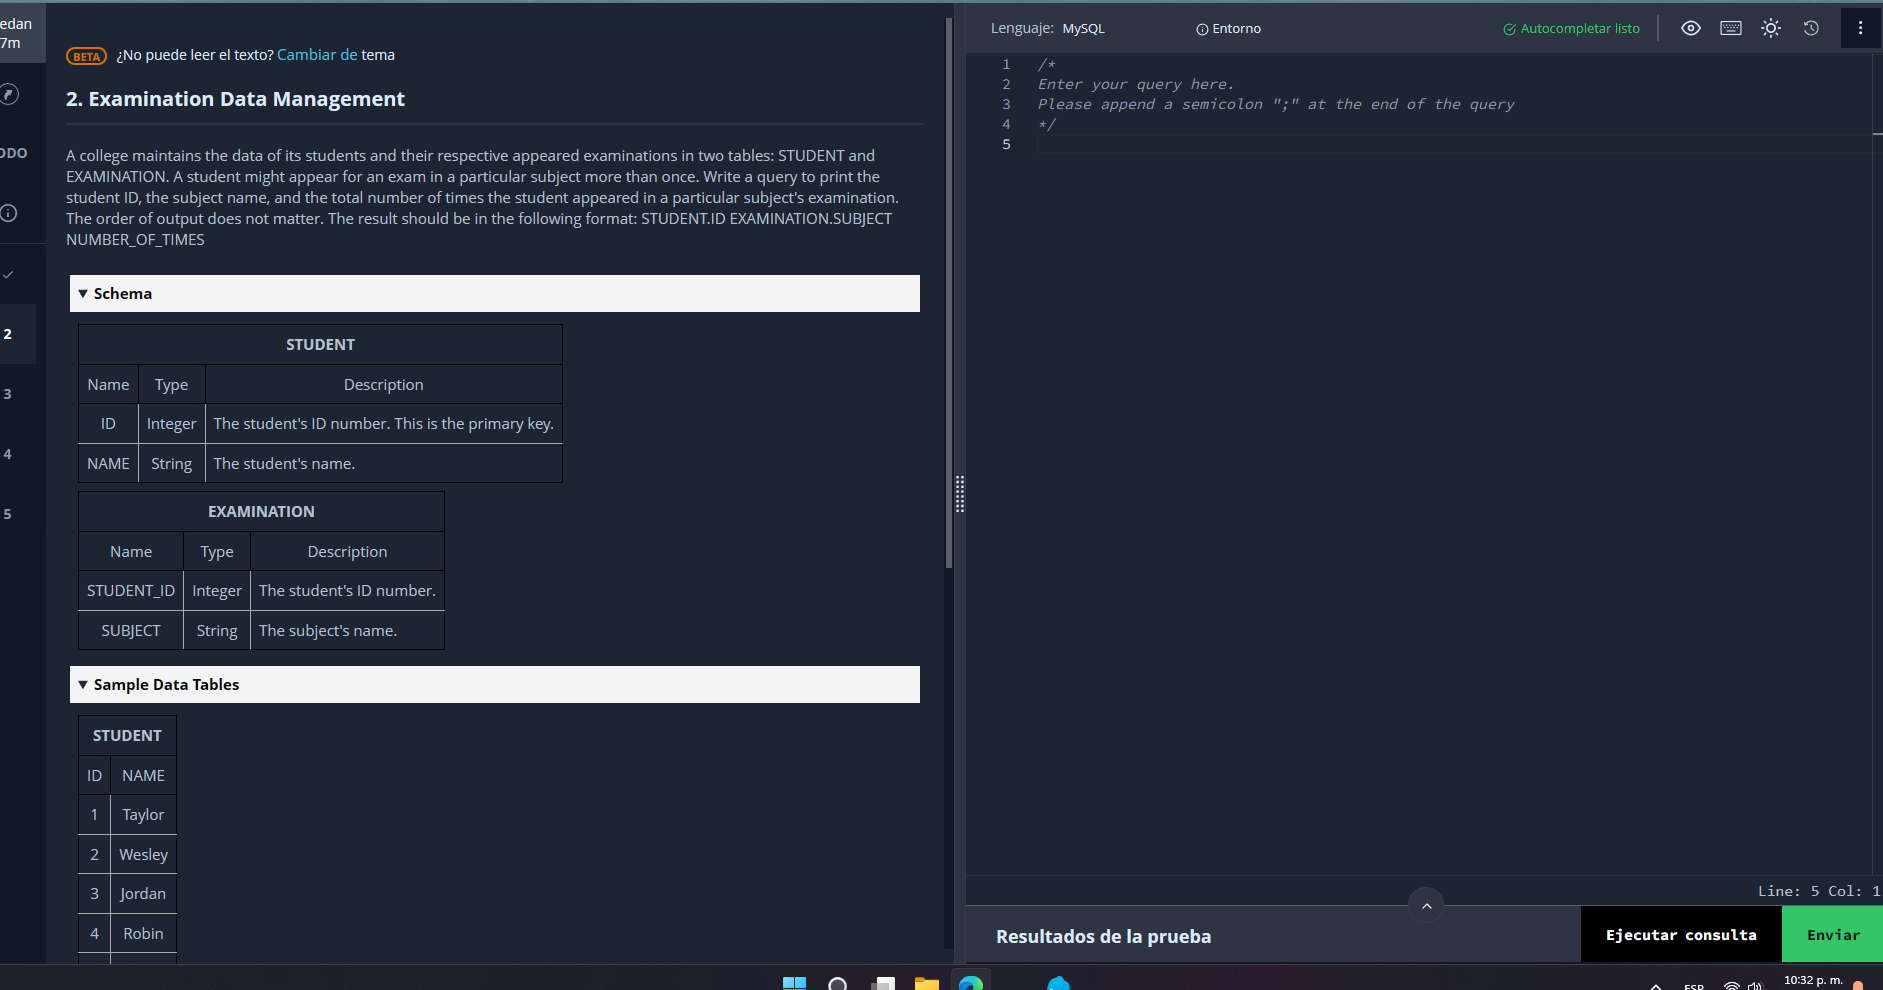 edan
7m
BETA ¿No puede leer el texto? Cambiar de tema
2. Examination Data Management
A college maintains the data of its students and their respective appeared examinations in two tables: STUDENT and
EXAMINATION. A student might appear for an exam in a particular subject more than once. Write a query to print the
student ID, the subject name, and the total number of times the student appeared in a particular subject's examination.
The order of output does not matter. The result should be in the following format: STUDENT.ID EXAMINATION.SUBJECT
NUMBER_OF_TIMES
ODO
2
3
4
5
▼ Schema
STUDENT
Name Type Description
ID Integer The student's ID number. This is the primary key.
NAME String The student's name.
EXAMINATION
Name Type Description
STUDENT_ID Integer The student's ID number.
SUBJECT String The subject's name.
▼ Sample Data Tables
STUDENT
ID NAME
1 Taylor
2 Wesley
3 Jordan
4 Robin
Lenguaje: MySQL
Entorno
Autocompletar listo
1 /*
2 Enter your query here.
3 Please append a semicolon ";" at the end of the query
4 */
5
Line: 5 Col: 1
Resultados de la prueba
Ejecutar consulta
Enviar
ESP
10:32 p. m.